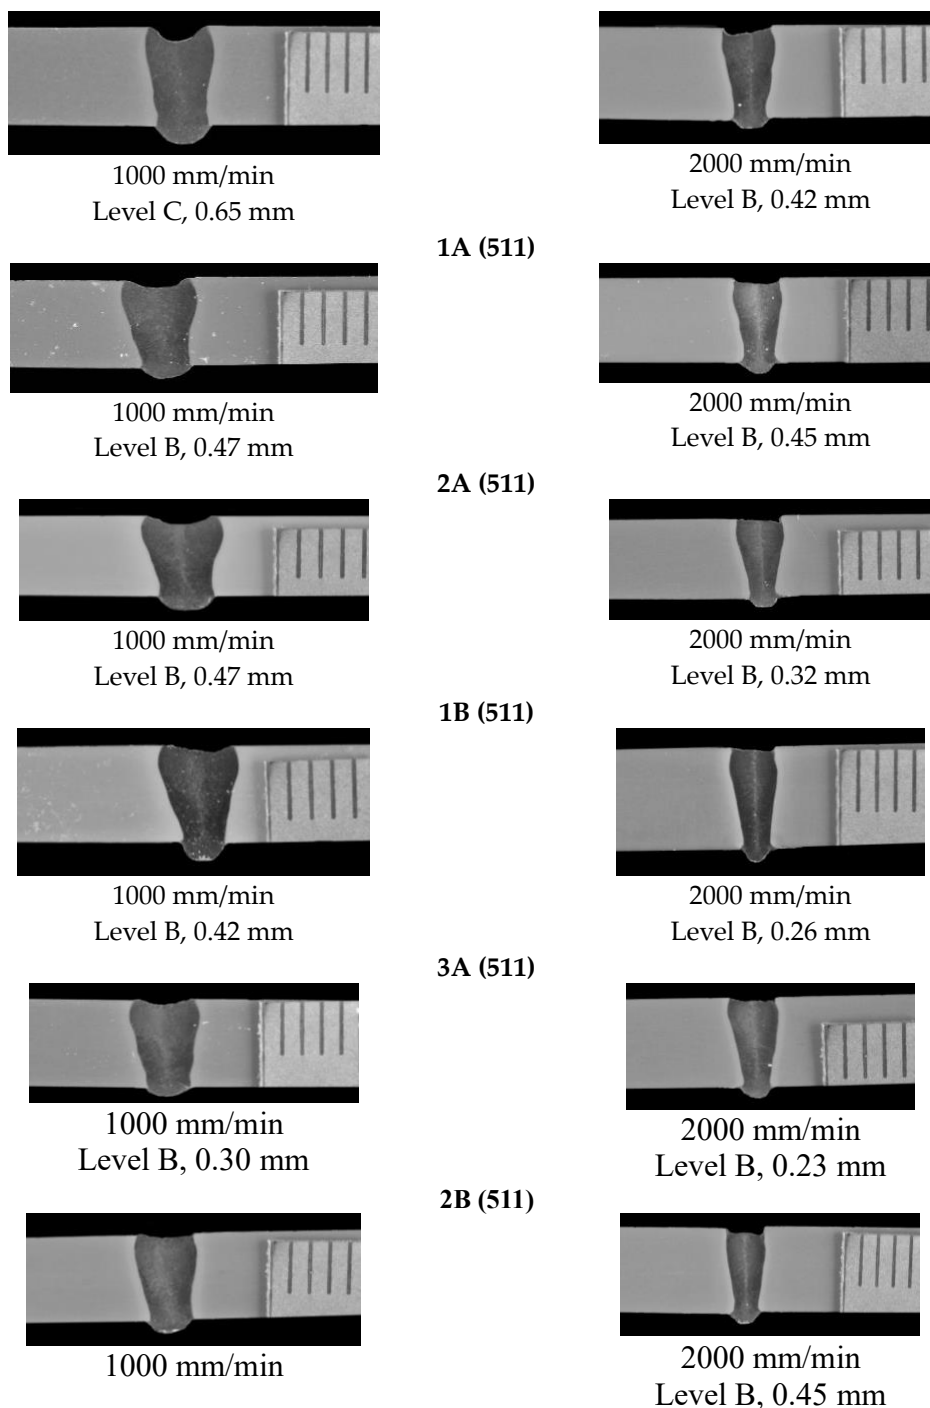 1000 mm/min
Level C, 0.65 mm
2000 mm/min
Level B, 0.42 mm
1A (511)
1000 mm/min
Level B, 0.47 mm
2000 mm/min
Level B, 0.45 mm
2A (511)
1000 mm/min
Level B, 0.47 mm
2000 mm/min
Level B, 0.32 mm
1B (511)
1000 mm/min
Level B, 0.42 mm
2000 mm/min
Level B, 0.26 mm
3A (511)
1000 mm/min
Level B, 0.30 mm
2000 mm/min
Level B, 0.23 mm
2B (511)
1000 mm/min
2000 mm/min
Level B, 0.45 mm